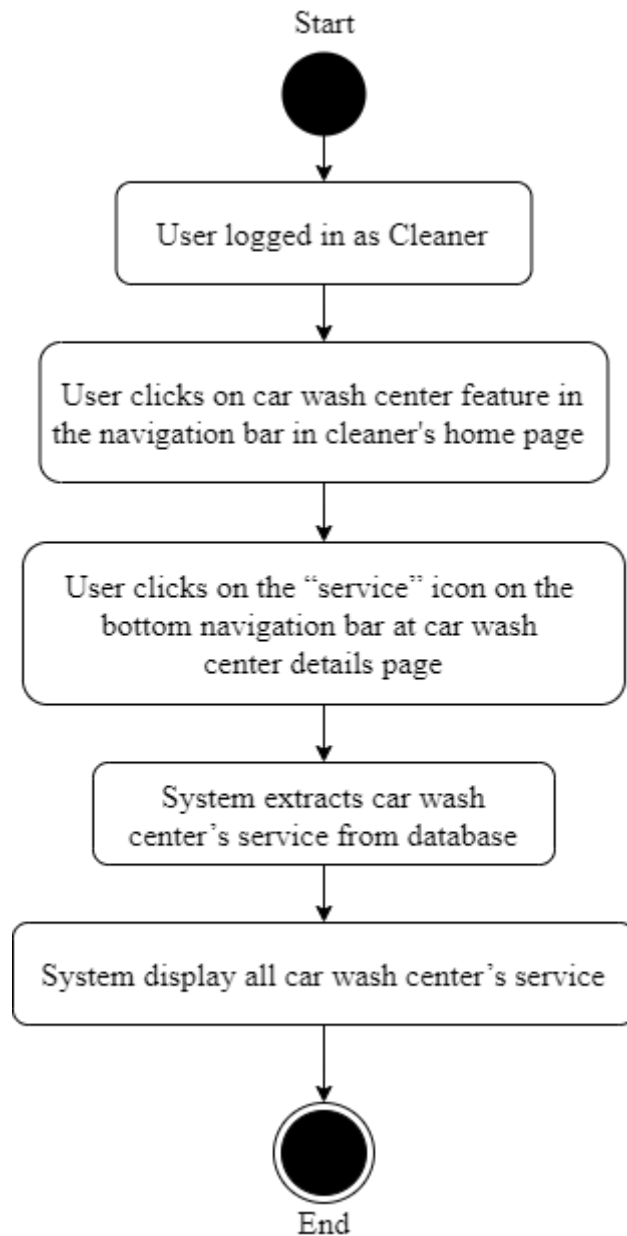 Start
User logged in as Cleaner
User clicks on car wash center feature in
the navigation bar in cleaner's home page
User clicks on the “service” icon on the
bottom navigation bar at car wash
center details page
System extracts car wash
center’s service from database
System display all car wash center’s service
End